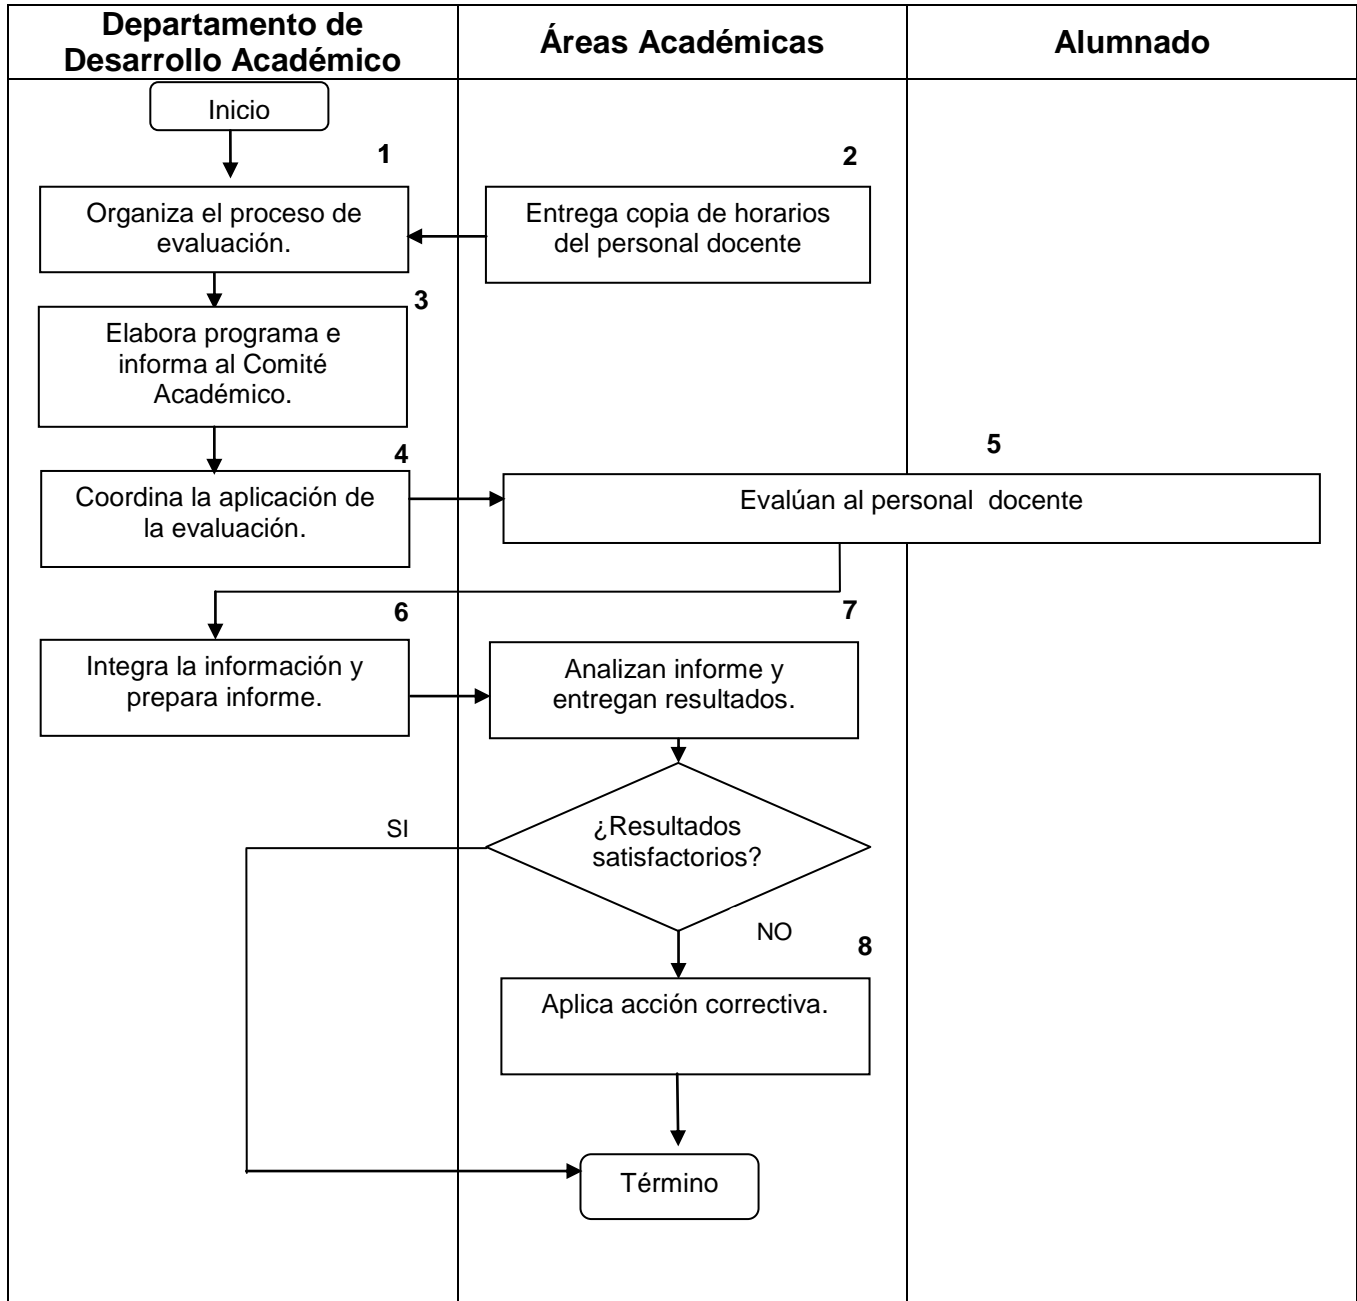 Departamento de
Desarrollo Académico
Áreas Académicas
Alumnado
Inicio
1
2
Organiza el proceso de
evaluación.
Entrega copia de horarios
del personal docente
3
Elabora programa e
informa al Comité
Académico.
4
5
Coordina la aplicación de
la evaluación.
Evalúan al personal  docente
6
7
Integra la información y
prepara informe.
Analizan informe y
entregan resultados.
SI
¿Resultados
satisfactorios?
NO
8
Aplica acción correctiva.
Término